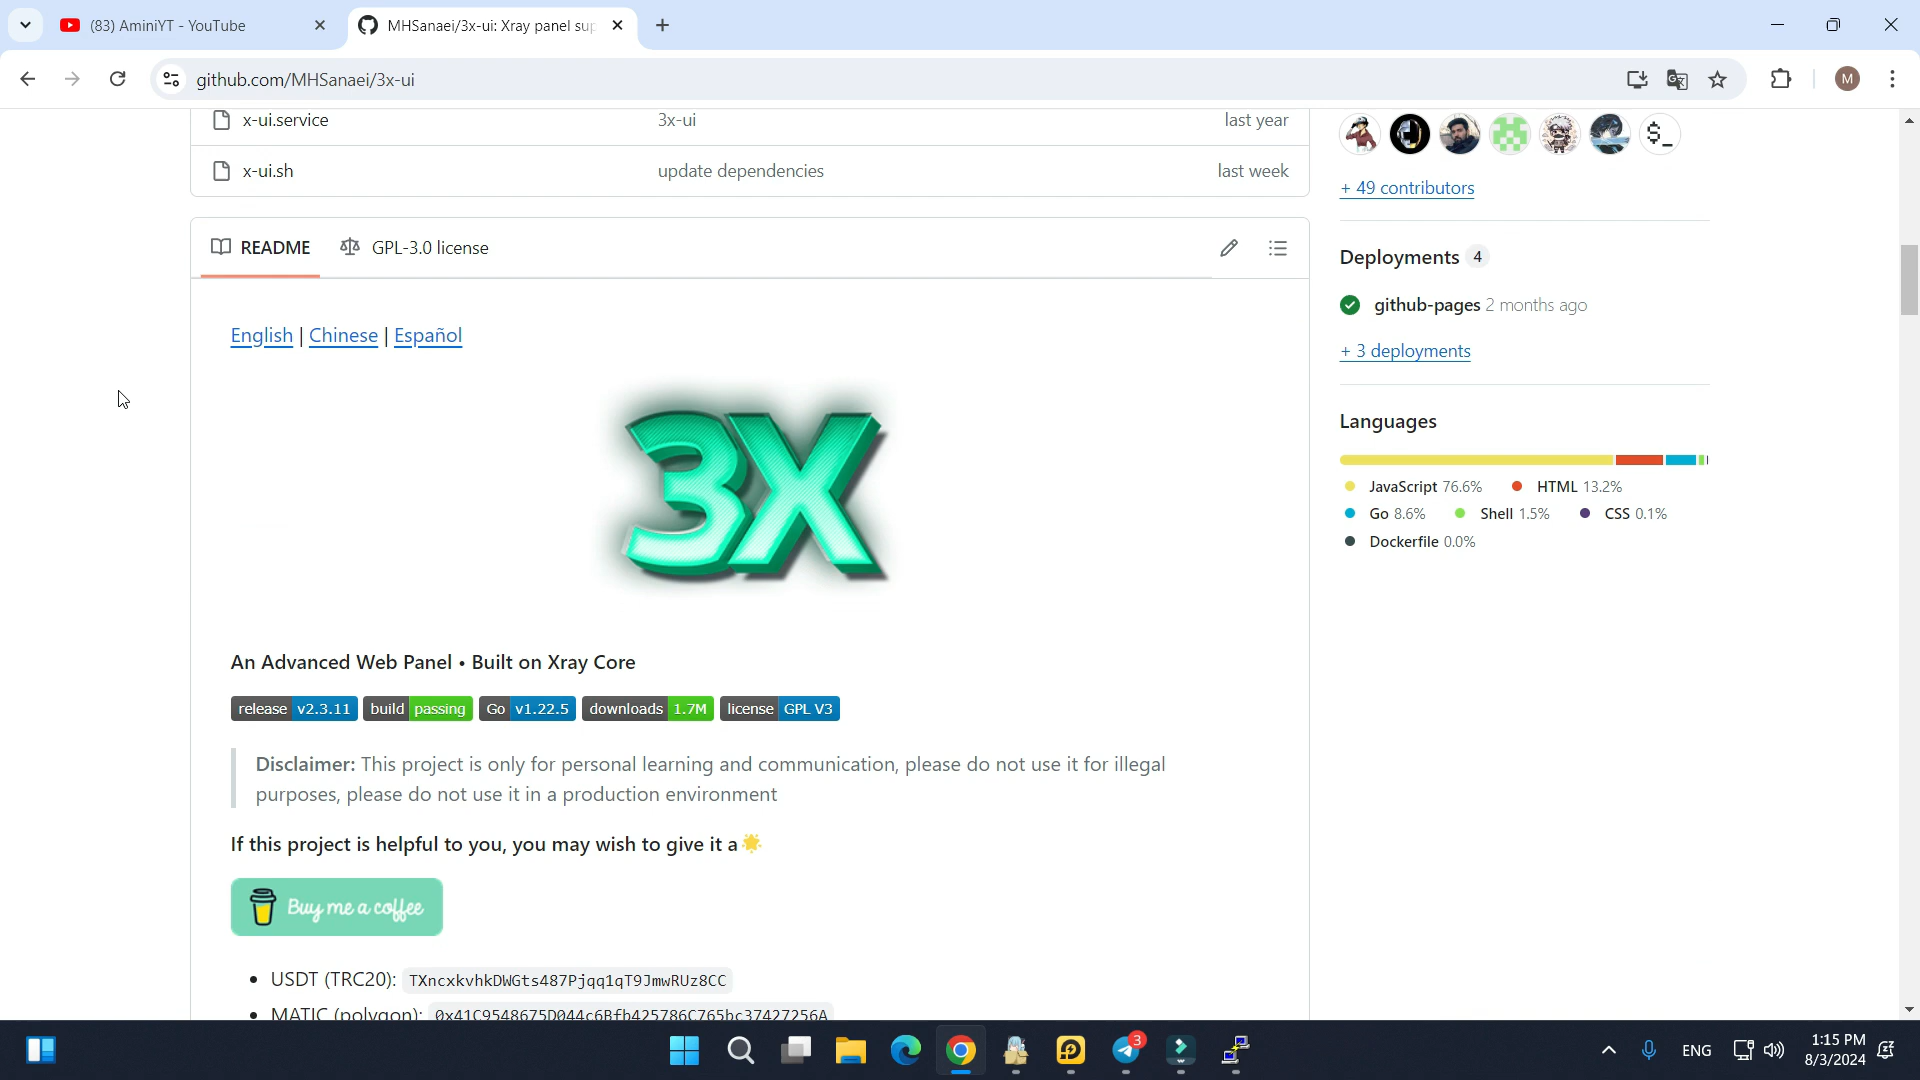 (83) AminiYT - YouTube
MHSanaei/3x-ui: Xray panel sup
github.com/MHSanaei/3x-ui
M
x-ui.service 3x-ui last year
x-ui.sh update dependencies last week
+ 49 contributors
README GPL-3.0 license
Deployments 4
github-pages 2 months ago
+ 3 deployments
English | Chinese | Español
Languages
JavaScript 76.6% HTML 13.2%
Go 8.6% Shell 1.5% CSS 0.1%
Dockerfile 0.0%
3X
An Advanced Web Panel • Built on Xray Core
release v2.3.11 build passing Go v1.22.5 downloads 1.7M license GPL V3
Disclaimer: This project is only for personal learning and communication, please do not use it for illegal
purposes, please do not use it in a production environment
If this project is helpful to you, you may wish to give it a🌟
Buy me a coffee
• USDT (TRC20): TXncxkvhkDWGts487Pjqq1qT9JmwRUz8CC
• MATIC (polygon): 0x41C9548675D044c6Bfb425786C765bc37427256A
3
ENG
1:15 PM
8/3/2024